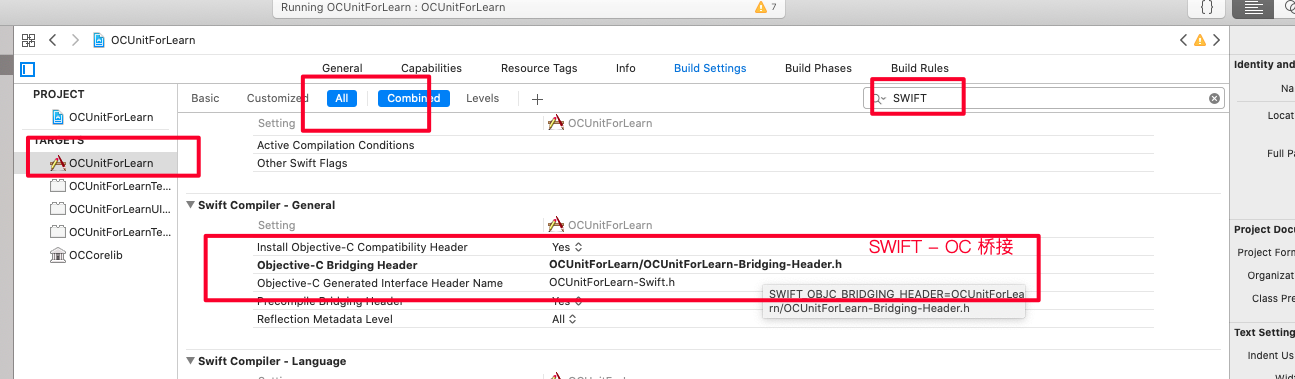 Running OCUnitForLearn : OCUnitForLearn
7
OCUnitForLearn
General Capabilities Resource Tags Info Build Settings Build Phases Build Rules
Identity and
PROJECT
Basic Customized All Combined Levels SWIFT
OCUnitForLearn
Setting OCUnitForLearn
TARGETS
Active Compilation Conditions
OCUnitForLearn
Other Swift Flags
OCUnitForLearnTe...
OCUnitForLearnUI...
OCUnitForLearnTe...
OCCorelib
Swift Compiler - General
Setting OCUnitForLearn
Install Objective-C Compatibility Header Yes
SWIFT - OC 桥接
Objective-C Bridging Header OCUnitForLearn/OCUnitForLearn-Bridging-Header.h
Objective-C Generated Interface Header Name OCUnitForLearn-Swift.h
Precompile Bridging Header Yes
SWIFT_OBJC_BRIDGING_HEADER=OCUnitForLea
rn/OCUnitForLearn-Bridging-Header.h
Reflection Metadata Level All
Swift Compiler - Language
Setting OCUnitForLearn
Na
Locat
Full Pa
Project Docu
Project Form
Organizat
Class Pre
Text Setting
Indent Us
Widt